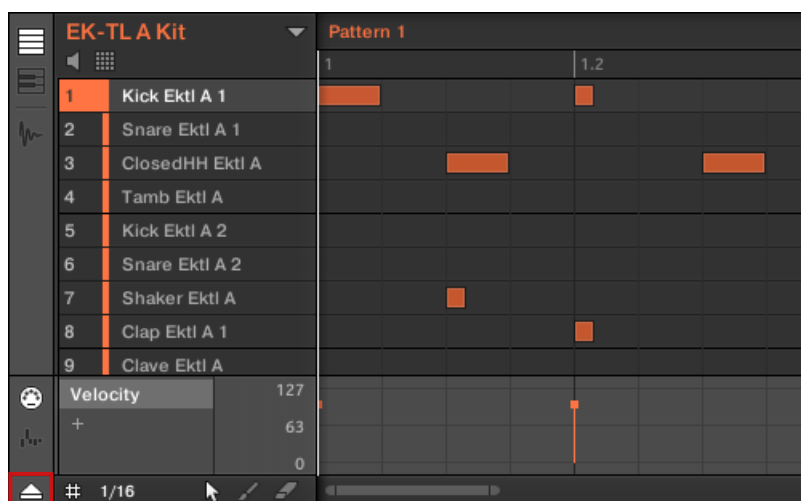 EK-TL A Kit Pattern 1
1 1.2
1 Kick Ektl A 1
2 Snare Ektl A 1
3 ClosedHH Ektl A
4 Tamb Ektl A
5 Kick Ektl A 2
6 Snare Ektl A 2
7 Shaker Ektl A
8 Clap Ektl A 1
9 Clave Ektl A
Velocity 127
+ 63
0
# 1/16